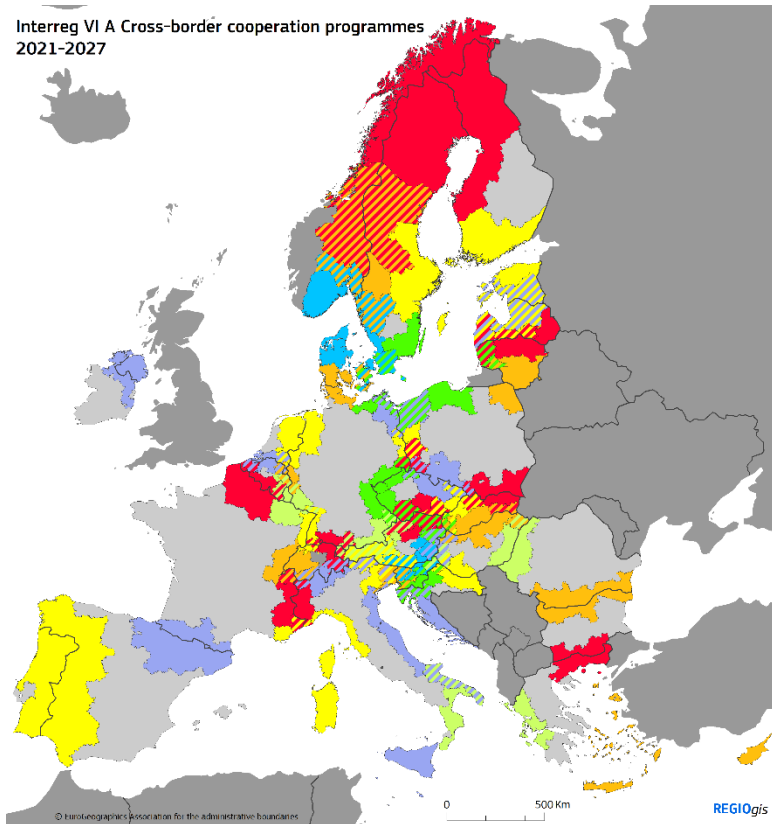 Interreg VI A Cross-border cooperation programmes
2021-2027
0 500 Km
© EuroGeographics Association for the administrative boundaries
REGIOgis